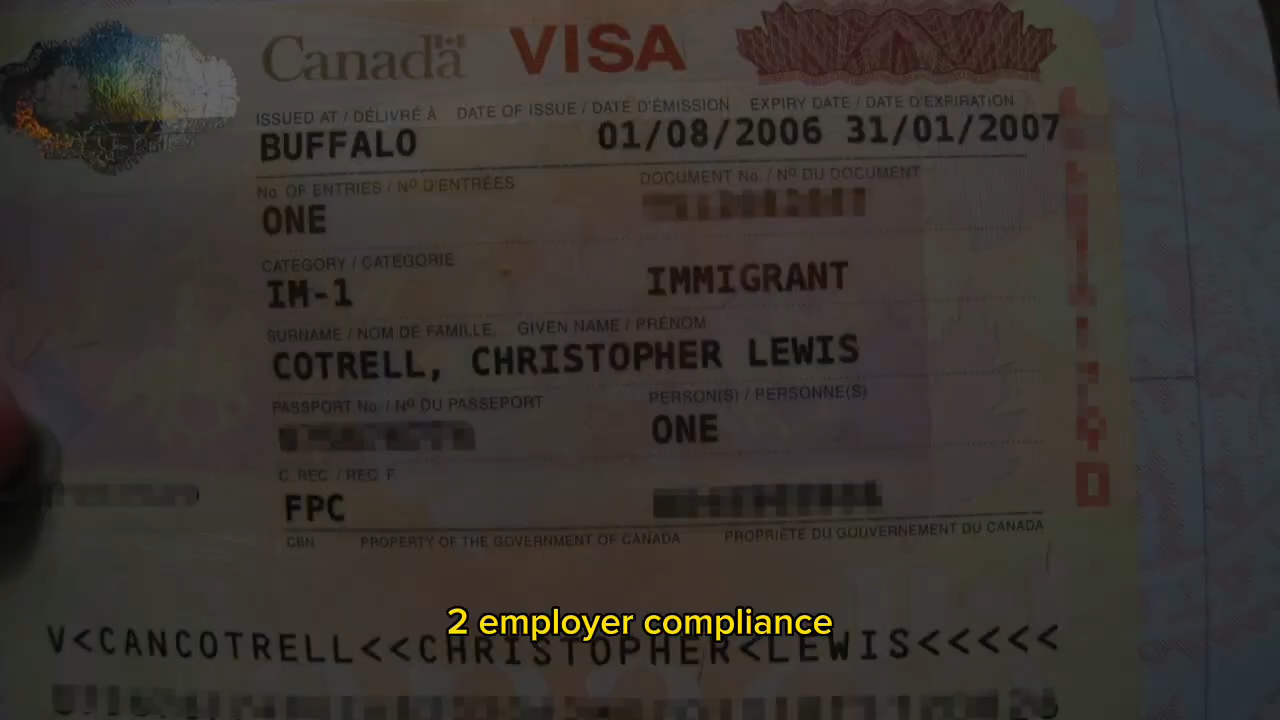 Canada VISA
ISSUED AT / DÉLIVRÉ À DATE OF ISSUE / DATE D'ÉMISSION EXPIRY DATE / DATE D'EXPIRATION
BUFFALO 01/08/2006 31/01/2007
No. OF ENTRIES / Nº D'ENTRÉES DOCUMENT No. / Nº DU DOCUMENT
ONE
CATEGORY / CATÉGORIE
IM-1 IMMIGRANT
SURNAME / NOM DE FAMILLE. GIVEN NAME / PRÉNOM
COTRELL, CHRISTOPHER LEWIS
PASSPORT No. / Nº DU PASSEPORT PERSON(S) / PERSONNE(S)
ONE
C. REC. / REC. F.
FPC
CBN PROPERTY OF THE GOVERNMENT OF CANADA PROPRIÉTÉ DU GOUVERNEMENT DU CANADA
2 employer compliance
V<CANCOTRELL<<CHRISTOPHER<LEWIS<<<<<